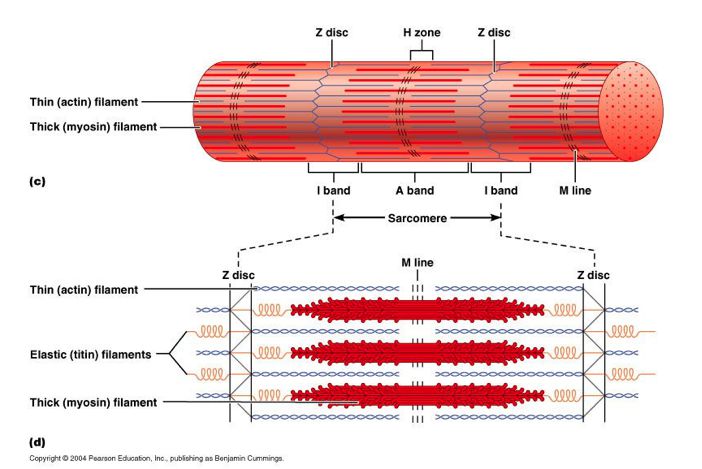 Z disc H zone Z disc
Thin (actin) filament
Thick (myosin) filament
(c)
I band A band I band M line
Sarcomere
M line
Z disc Z disc
Thin (actin) filament
Elastic (titin) filaments
Thick (myosin) filament
(d)
Copyright © 2004 Pearson Education, Inc., publishing as Benjamin Cummings.